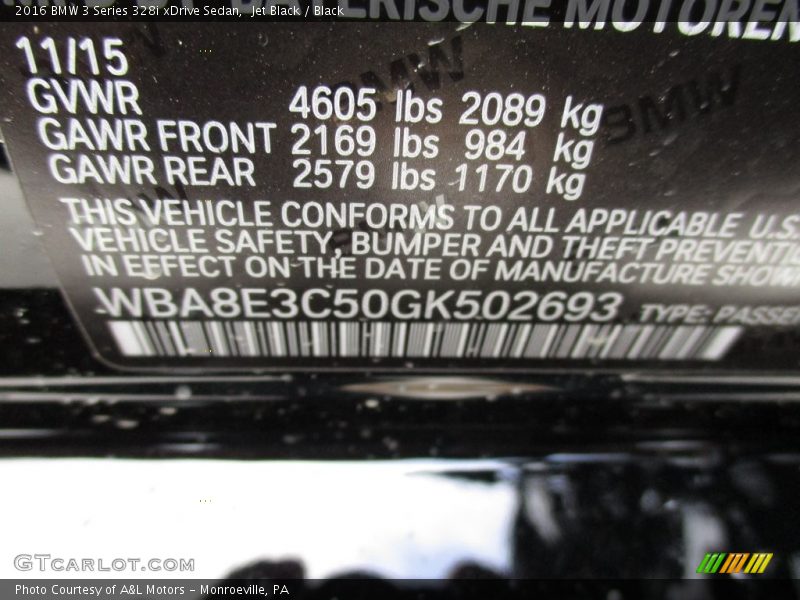 2016 BMW 3 Series 328i xDrive Sedan, Jet Black / Black
BAYERISCHE MOTOREN
11/15
GVWR 4605 lbs 2089 kg
GAWR FRONT 2169 lbs 984 kg
GAWR REAR 2579 lbs 1170 kg
THIS VEHICLE CONFORMS TO ALL APPLICABLE U.S.
VEHICLE SAFETY, BUMPER AND THEFT PREVENTI
IN EFFECT ON THE DATE OF MANUFACTURE SHOW
WBA8E3C50GK502693 TYPE: PASSEN
GTCARLOT.COM
Photo Courtesy of A&L Motors – Monroeville, PA